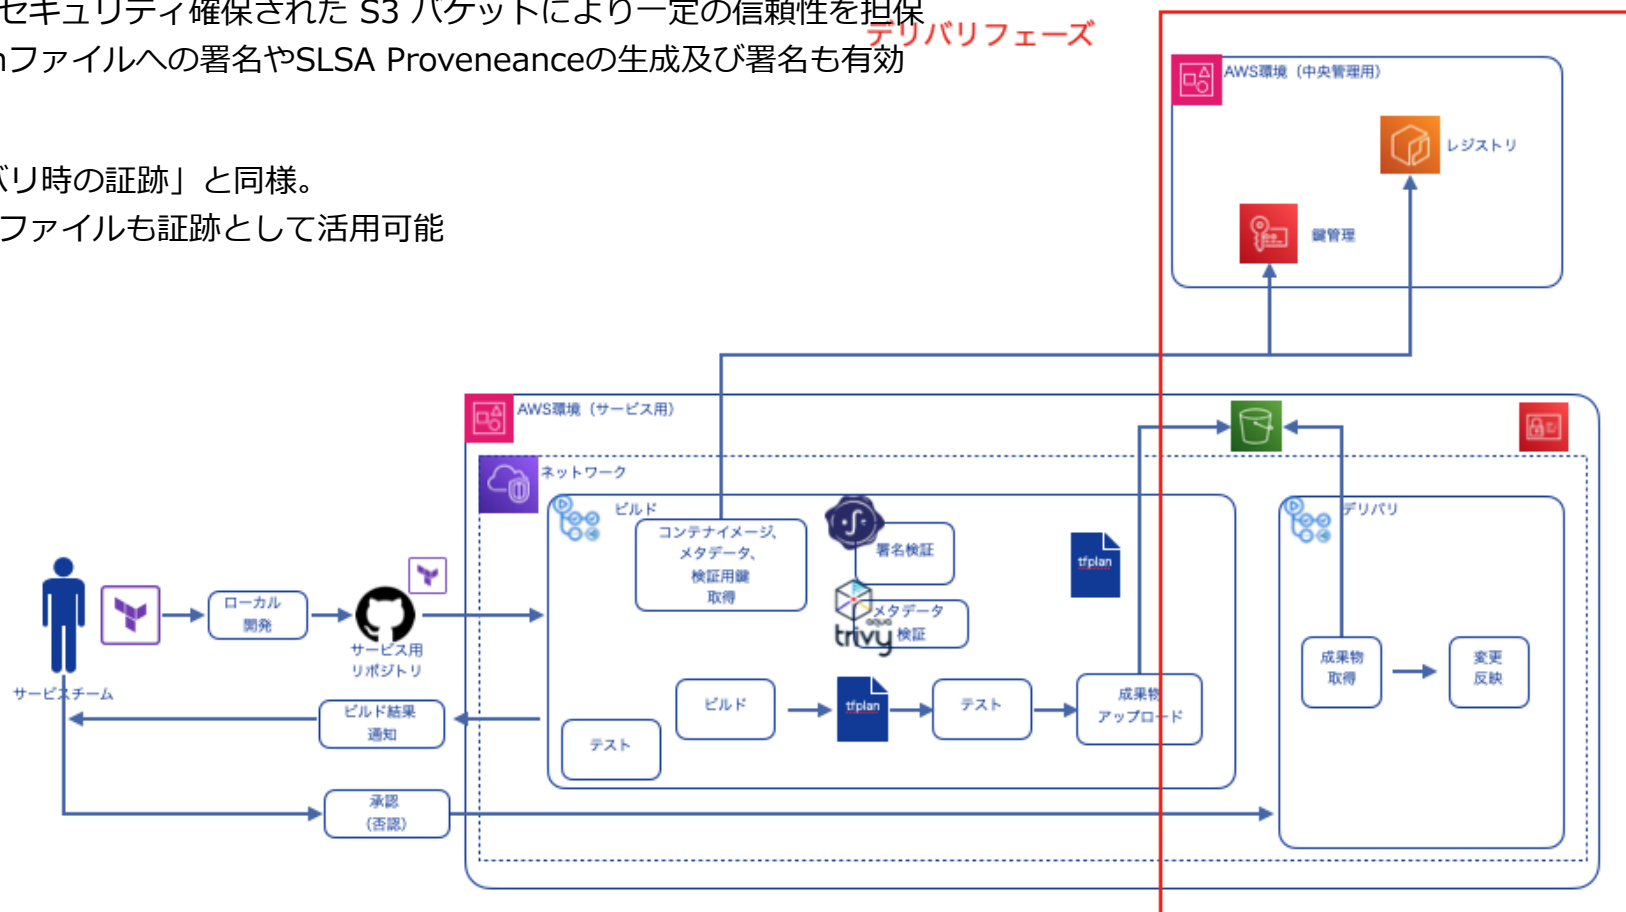 セキュリティ確保された S3 バケットにより一定の信頼性を担保
nファイルへの署名やSLSA Proveneanceの生成及び署名も有効
バリ時の証跡」と同様。
ファイルも証跡として活用可能
デリバリフェーズ
AWS環境（中央管理用）
レジストリ
鍵管理
AWS環境（サービス用）
ネットワーク
ビルド
コンテナイメージ、
メタデータ、
検証用鍵
取得
署名検証
メタデータ
検証
aqua
trivy
tfplan
デリバリ
ローカル
開発
サービス用
リポジトリ
サービスチーム
ビルド
tfplan
テスト
成果物
アップロード
成果物
取得
変更
反映
ビルド結果
通知
テスト
承認
（否認）